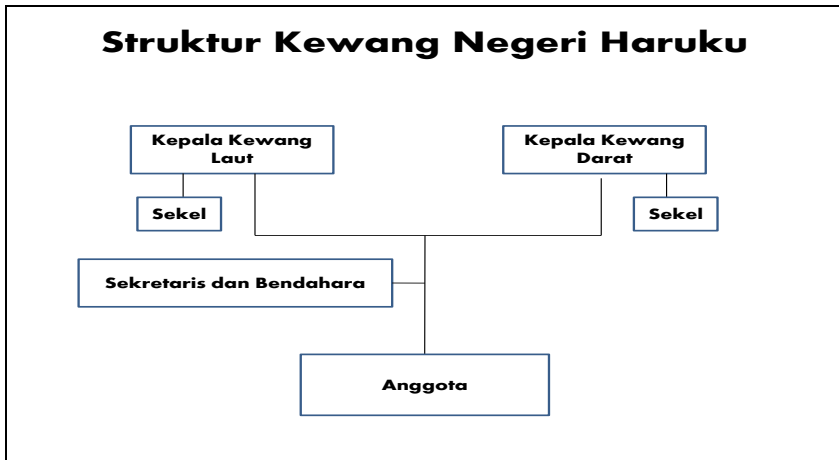 Struktur Kewang Negeri Haruku
Kepala Kewang
Laut
Kepala Kewang
Darat
Sekel
Sekel
Sekretaris dan Bendahara
Anggota